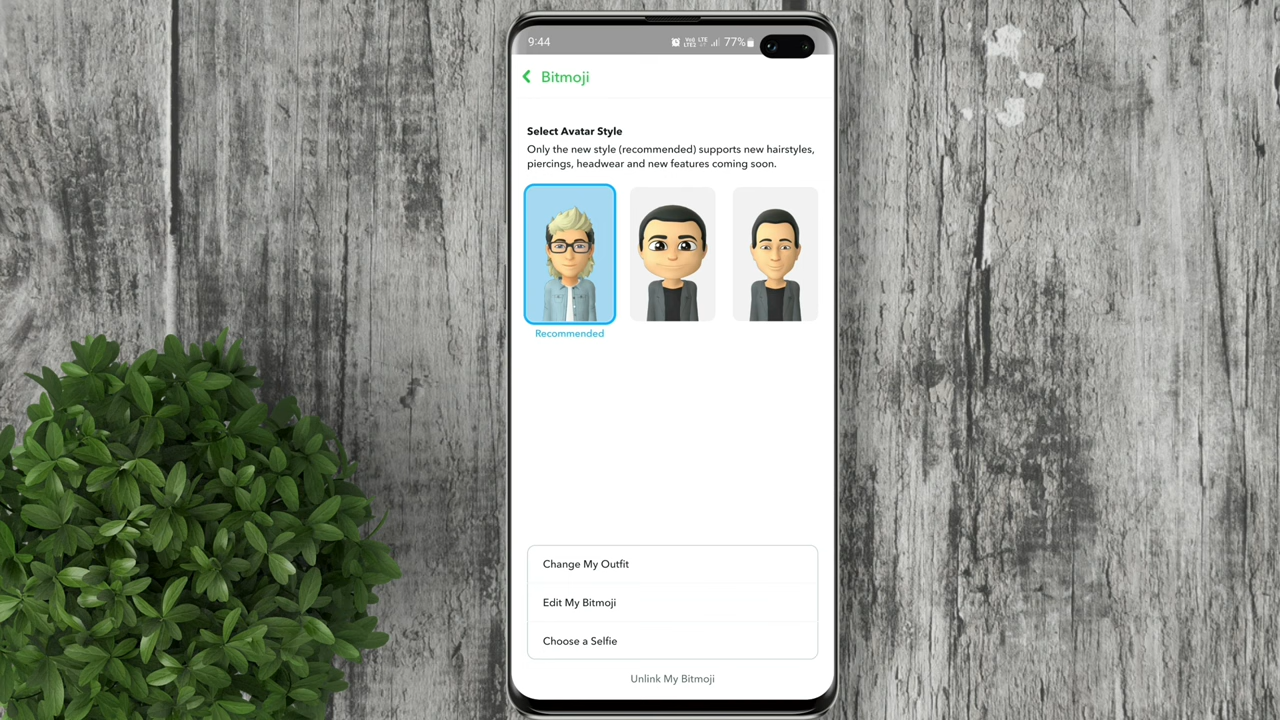 9:44
77%
Bitmoji
Select Avatar Style
Only the new style (recommended) supports new hairstyles,
piercings, headwear and new features coming soon.
Recommended
Change My Outfit
Edit My Bitmoji
Choose a Selfie
Unlink My Bitmoji